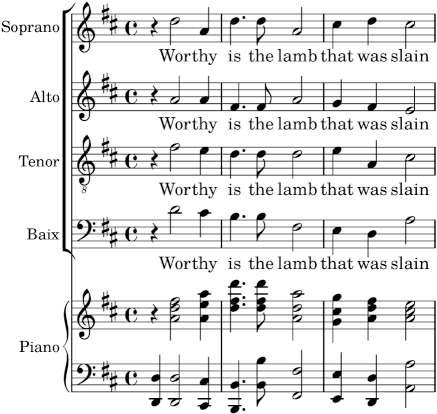 Soprano
Worthy is the lamb that was slain
Alto
Worthy is the lamb that was slain
Tenor
8
Worthy is the lamb that was slain
Baix
Worthy is the lamb that was slain
Piano